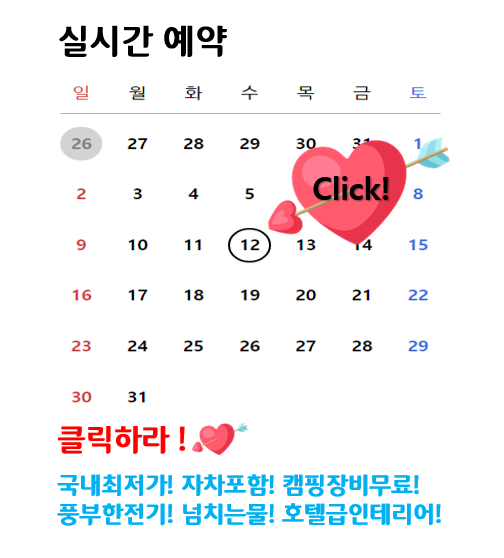 실시간 예약
일 월 화 수 목 금 토
26 27 28 29 30 31 1
2 3 4 5 8
Click!
9 10 11 12 13 14 15
16 17 18 19 20 21 22
23 24 25 26 27 28 29
30 31
클릭하라 !
국내최저가! 자차포함! 캠핑장비무료!
풍부한전기! 넘치는물! 호텔급인테리어!